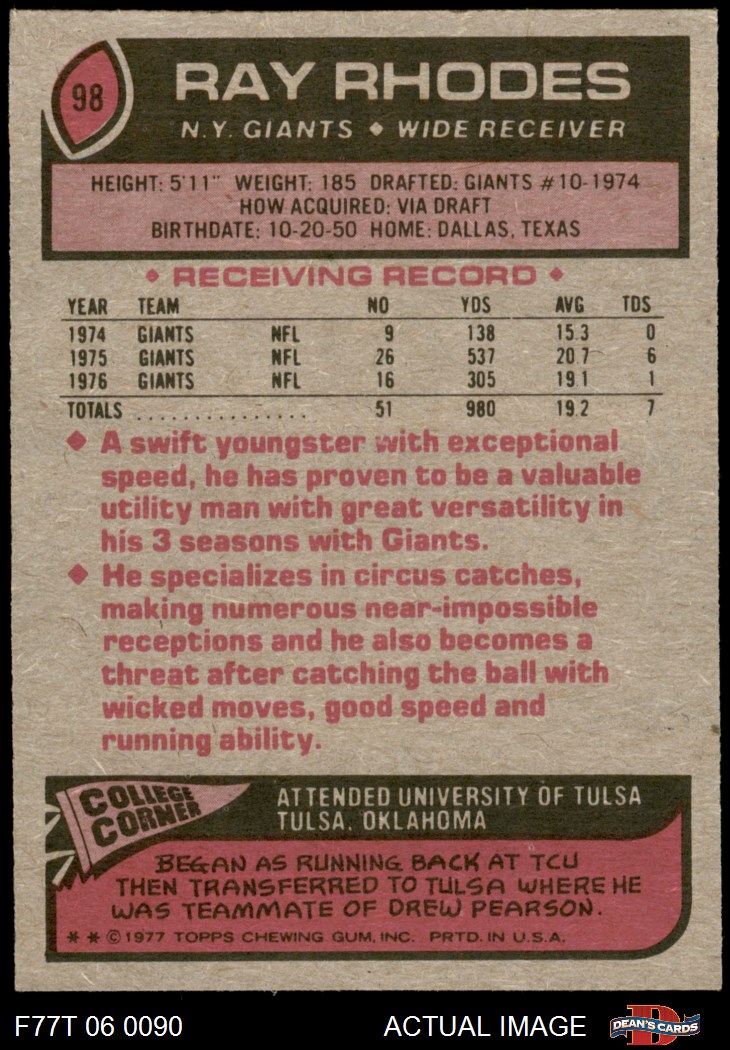 98
RAY RHODES
N.Y. GIANTS ♦ WIDE RECEIVER
HEIGHT: 5'11" WEIGHT: 185 DRAFTED: GIANTS #10-1974
HOW ACQUIRED: VIA DRAFT
BIRTHDATE: 10-20-50 HOME: DALLAS, TEXAS
♦ RECEIVING RECORD ♦
YEAR TEAM NO YDS AVG TDS
1974 GIANTS NFL 9 138 15.3 0
1975 GIANTS NFL 26 537 20.7 6
1976 GIANTS NFL 16 305 19.1 1
TOTALS ................ 51 980 19.2 7
♦ A swift youngster with exceptional
speed, he has proven to be a valuable
utility man with great versatility in
his 3 seasons with Giants.
♦ He specializes in circus catches,
making numerous near-impossible
receptions and he also becomes a
threat after catching the ball with
wicked moves, good speed and
running ability.
COLLEGE
CORNER
ATTENDED UNIVERSITY OF TULSA
TULSA, OKLAHOMA
BEGAN AS RUNNING BACK AT TCU
THEN TRANSFERRED TO TULSA WHERE HE
WAS TEAMMATE OF DREW PEARSON.
* * © 1977 TOPPS CHEWING GUM, INC. PRTD. IN U.S.A.
F77T 06 0090 ACTUAL IMAGE
D
DEAN'S CARDS